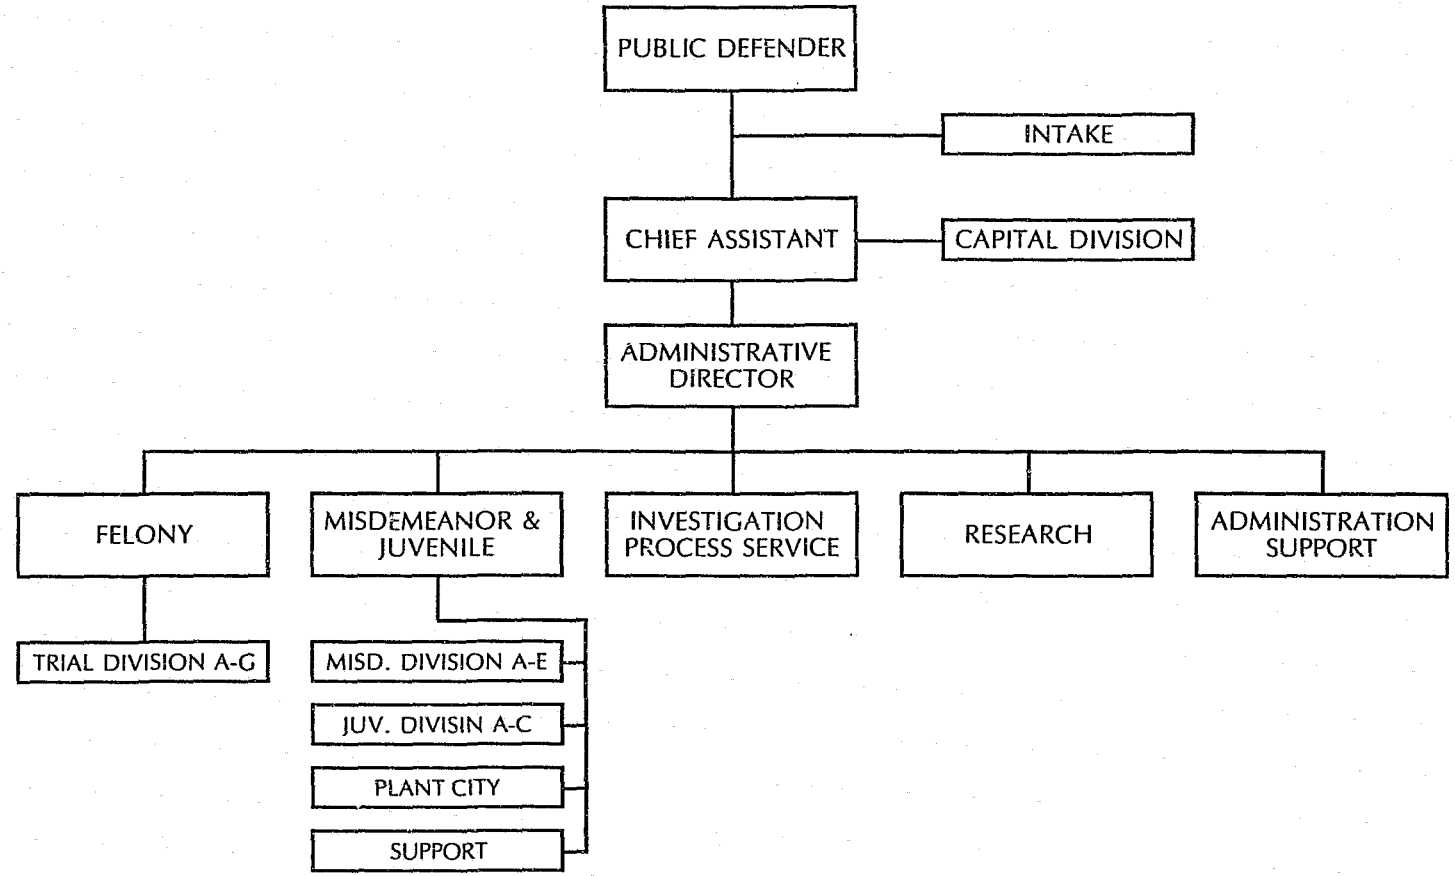 PUBLIC DEFENDER
INTAKE
CHIEF ASSISTANT
CAPITAL DIVISION
ADMINISTRATIVE
DIRECTOR
FELONY
MISDEMEANOR &
JUVENILE
INVESTIGATION
PROCESS SERVICE
RESEARCH
ADMINISTRATION
SUPPORT
TRIAL DIVISION A-G
MISD. DIVISION A-E
JUV. DIVISIN A-C
PLANT CITY
SUPPORT